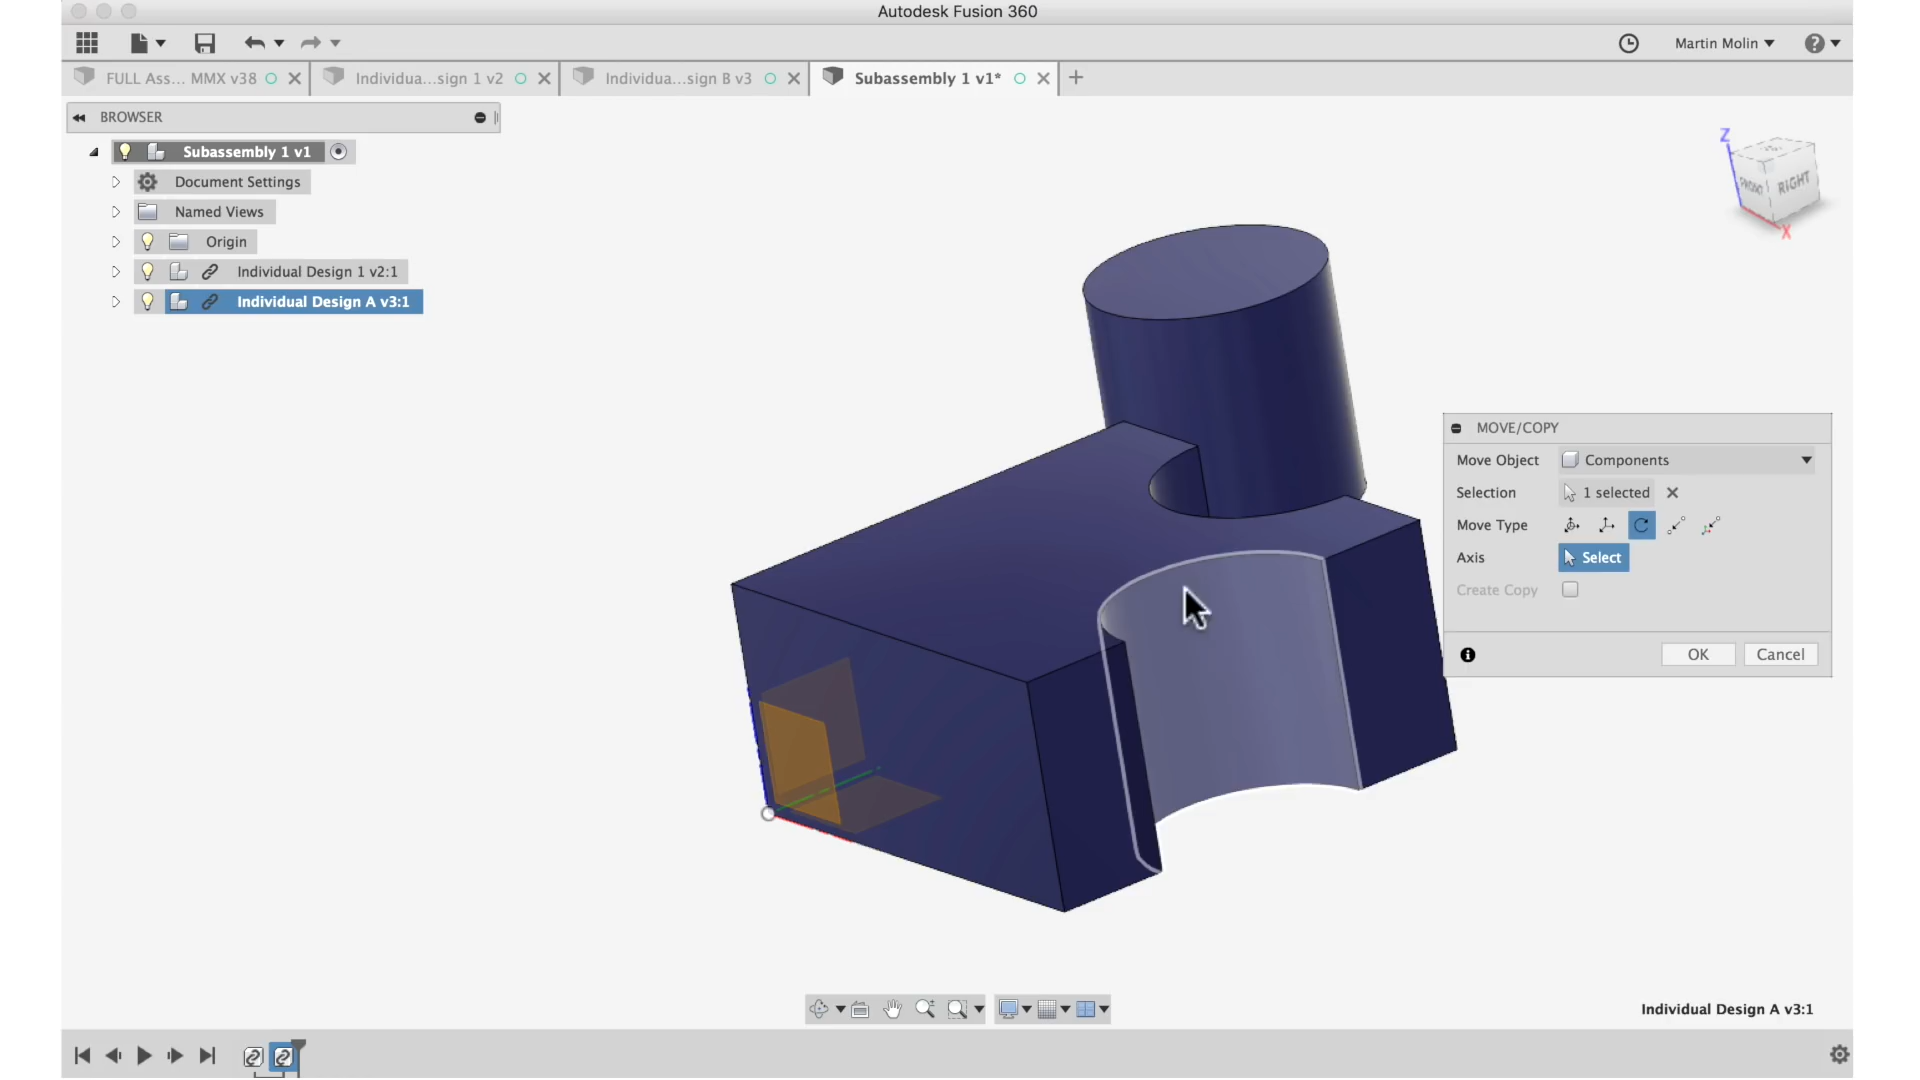 Autodesk Fusion 360
Martin Molin
FULL Ass... MMX v38
Individua...sign 1 v2
Individua...sign B v3
Subassembly 1 v1*
BROWSER
Subassembly 1 v1
Document Settings
Named Views
Origin
Individual Design 1 v2:1
Individual Design A v3:1
Z
FRONT
RIGHT
X
MOVE/COPY
Move Object
Components
Selection
1 selected
Move Type
Axis
Select
Create Copy
OK
Cancel
Individual Design A v3:1